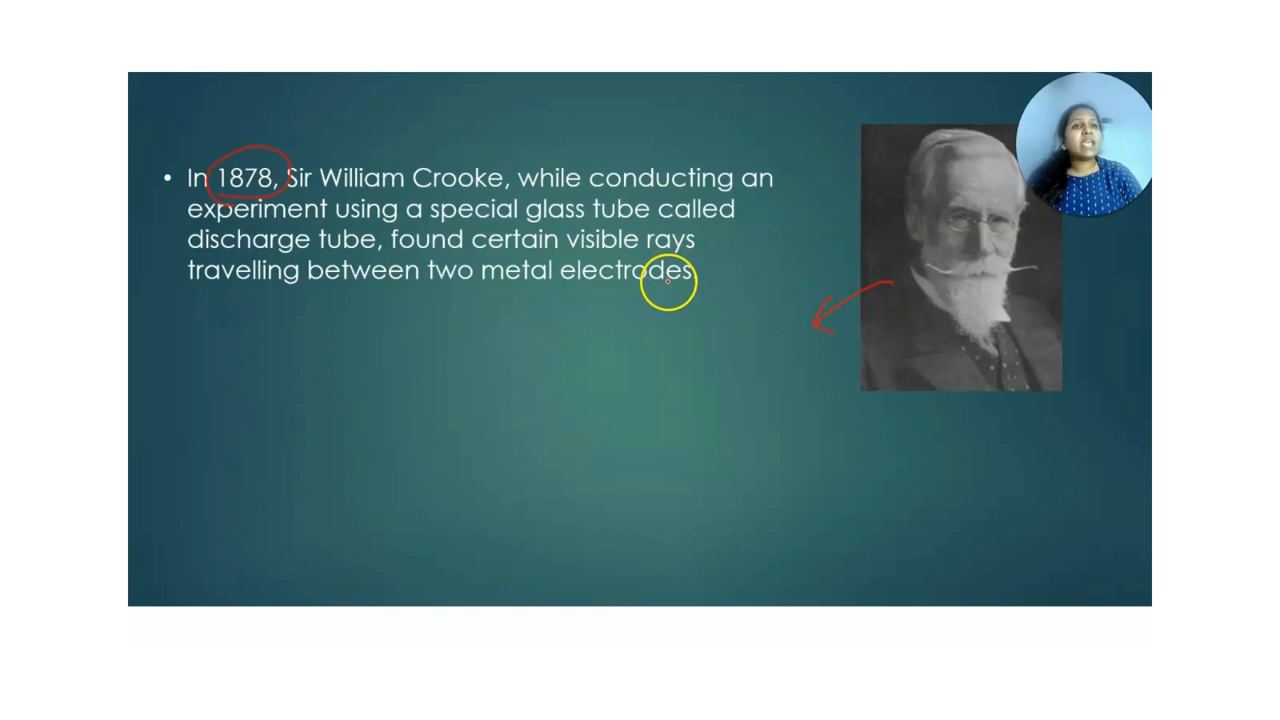 • In 1878, Sir William Crooke, while conducting an
experiment using a special glass tube called
discharge tube, found certain visible rays
travelling between two metal electrodes.